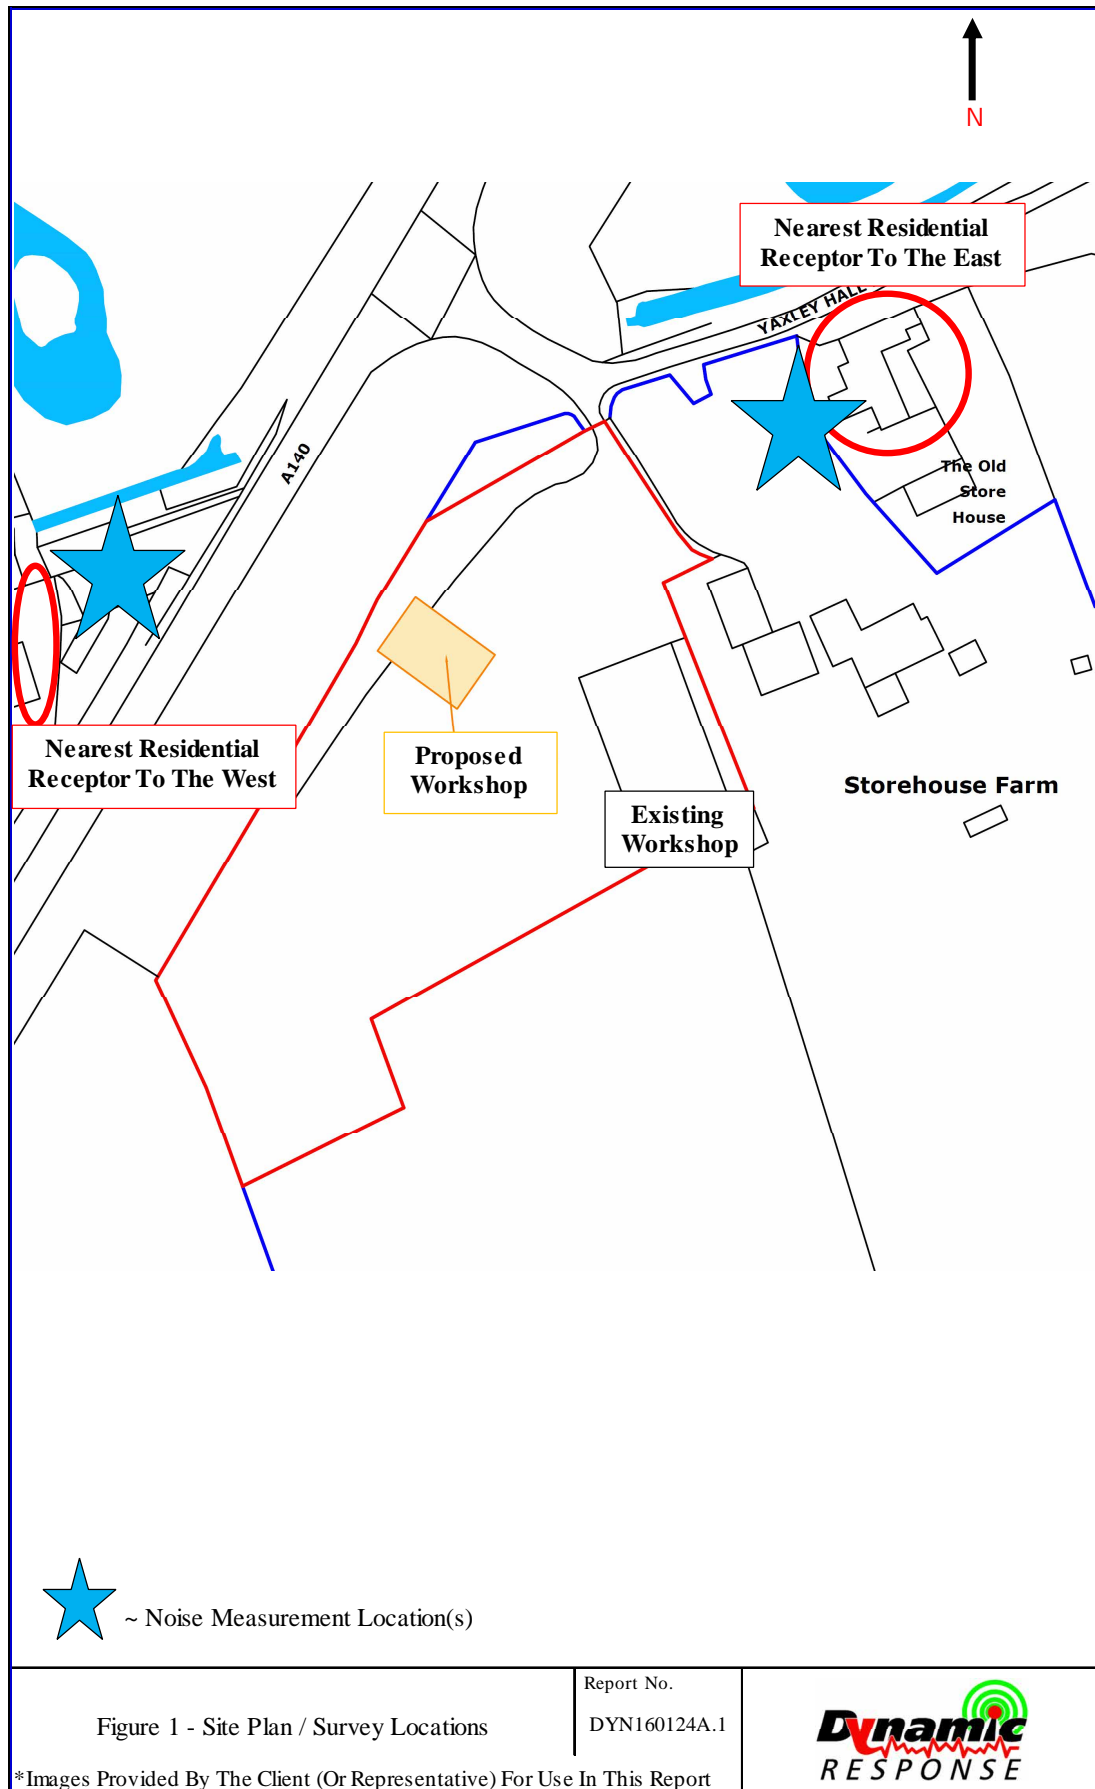 N
Nearest Residential
Receptor To The East
YAXLEY HALL
A140
The Old
Store
House
Nearest Residential
Receptor To The West
Proposed
Workshop
Existing
Workshop
Storehouse Farm
~ Noise Measurement Location(s)
Figure 1 - Site Plan / Survey Locations
Report No.
DYN160124A.1
Dynamic
RESPONSE
*Images Provided By The Client (Or Representative) For Use In This Report